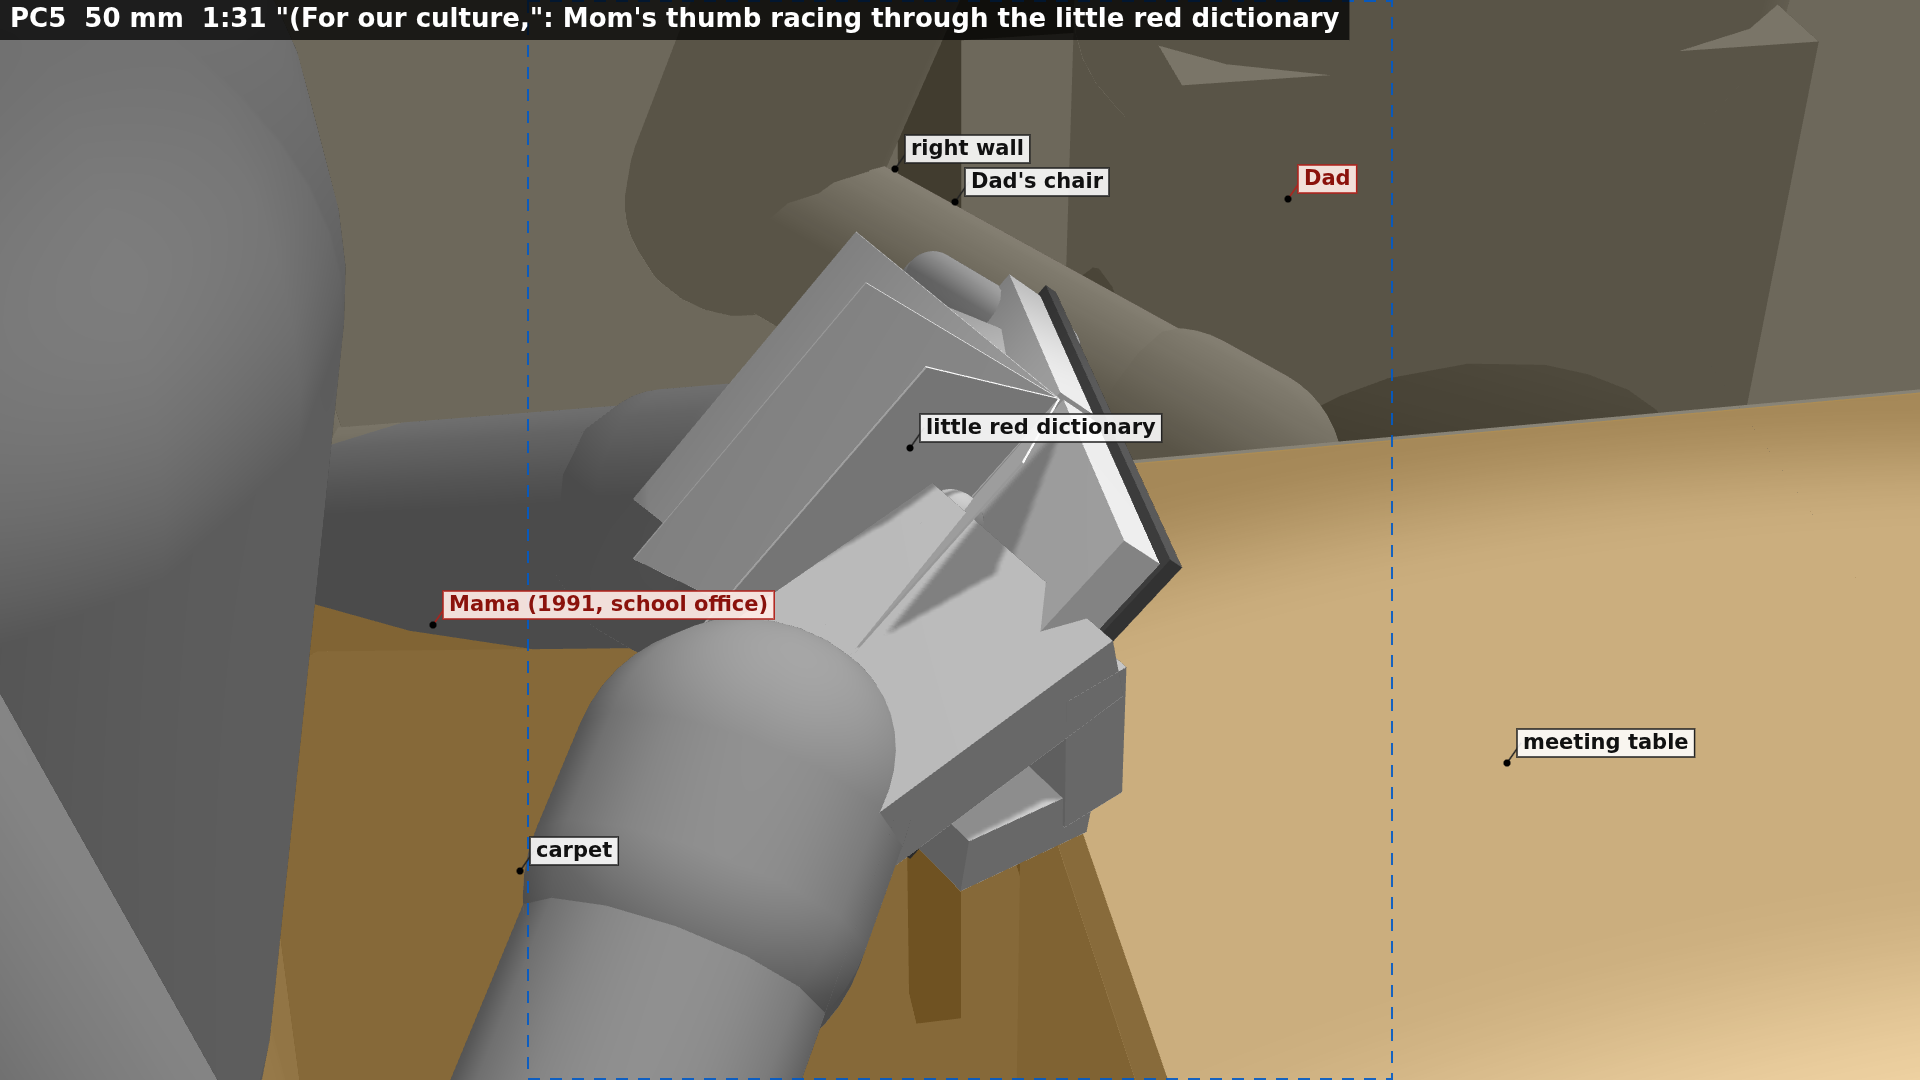 PC5 50 mm 1:31 "(For our culture,": Mom's thumb racing through the little red dictionary
right wall
Dad's chair
Dad
little red dictionary
Mama (1991, school office)
meeting table
carpet